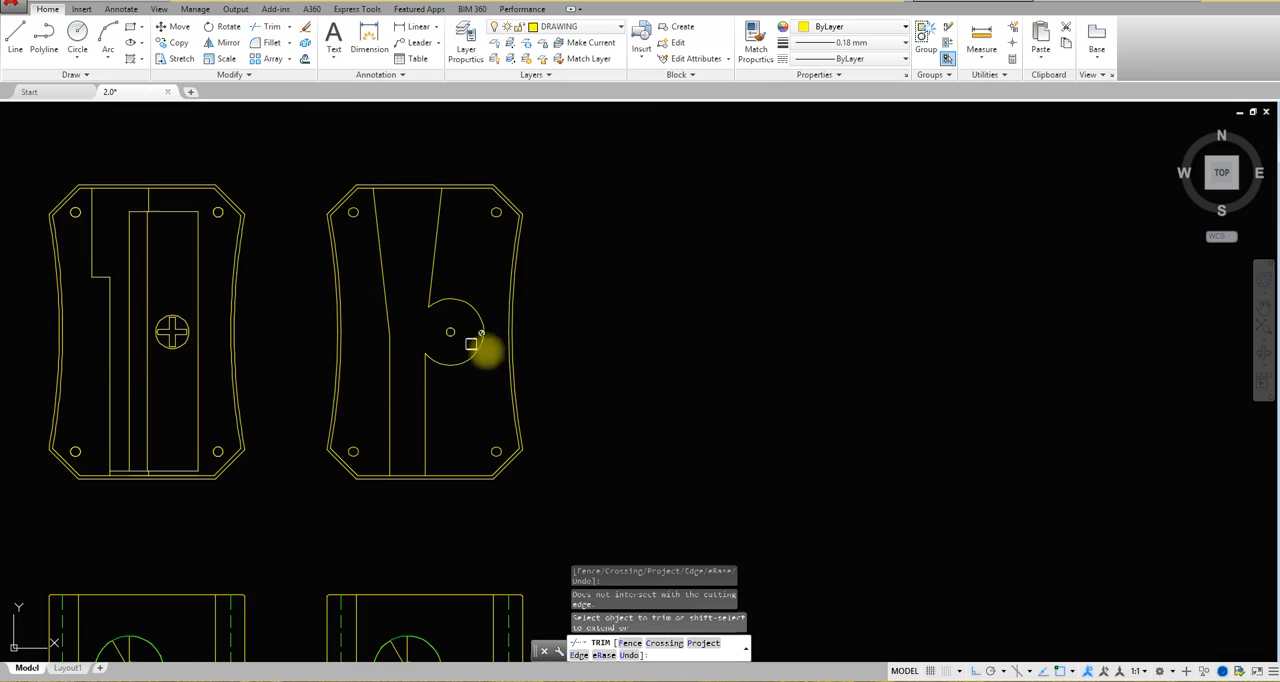 Home Insert Annotate View Manage Output Add-ins A360 Express Tools Featured Apps BIM 360 Performance
Line Polyline Circle Arc
Move Rotate Trim
Copy Mirror Fillet
Stretch Scale Array
Text Dimension
Linear
Leader
Table
Layer Properties
DRAWING
Make Current
Match Layer
Insert
Create
Edit
Edit Attributes
Match Properties
ByLayer
0.18 mm
ByLayer
Group
Measure
Paste
Base
Draw Modify Annotation Layers Block Properties Groups Utilities Clipboard View
Start 2.0*
N
W TOP E
S
WCS
[Fence/Crossing/Project/Edge/eRase/
Undo]:
Does not intersect with the cutting
edge.
Select object to trim or shift-select
to extend or
TRIM [Fence Crossing Project
Edge eRase Undo]:
Y
X
Model Layout1 +
MODEL 1:1